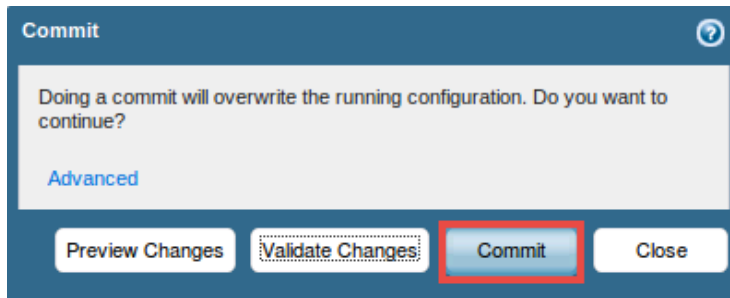 Commit
Doing a commit will overwrite the running configuration. Do you want to
continue?
Advanced
Preview Changes Validate Changes Commit Close